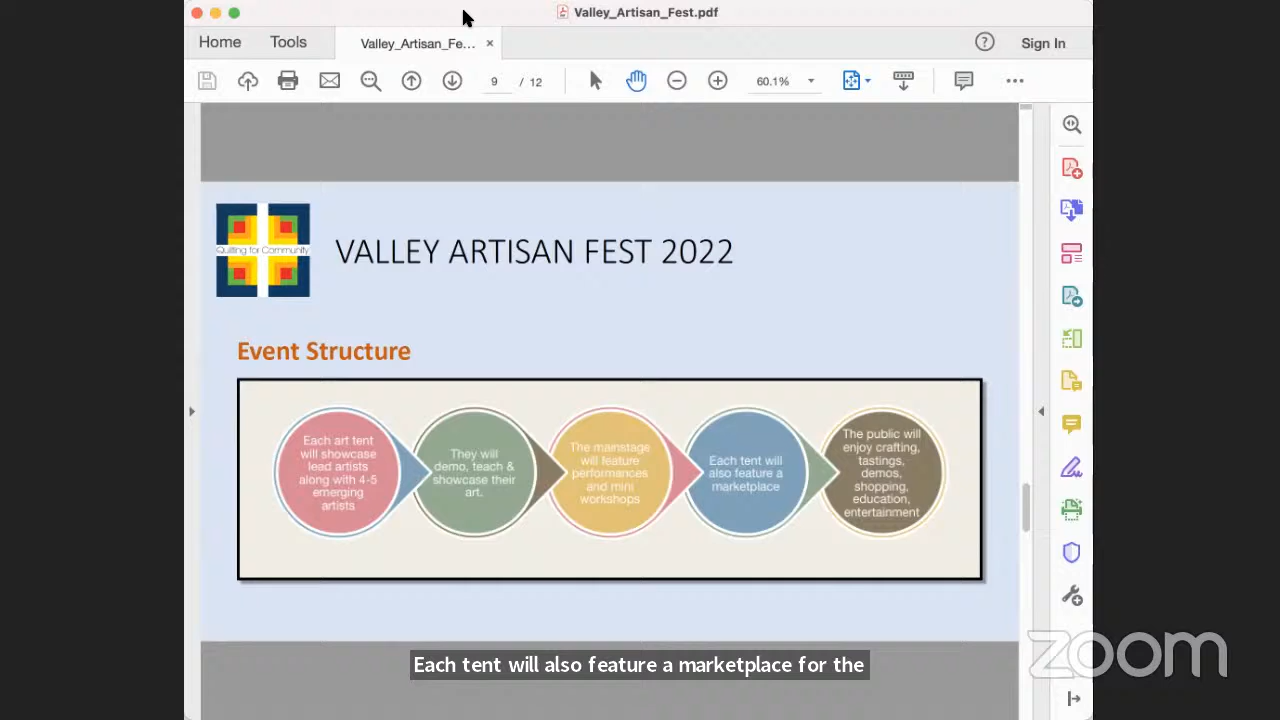 Valley_Artisan_Fest.pdf
Home
Tools
Valley_Artisan_Fe...
×
Sign In
9 / 12
60.1%
Quilting for Community
VALLEY ARTISAN FEST 2022
Event Structure
Each art tent
will showcase
lead artists
along with 4-5
emerging
artists
They will
demo, teach &
showcase their
art.
The mainstage
will feature
performances
and mini
workshops
Each tent will
also feature a
marketplace
The public will
enjoy crafting,
tastings,
demos,
shopping,
education,
entertainment
Each tent will also feature a marketplace for the
zoom